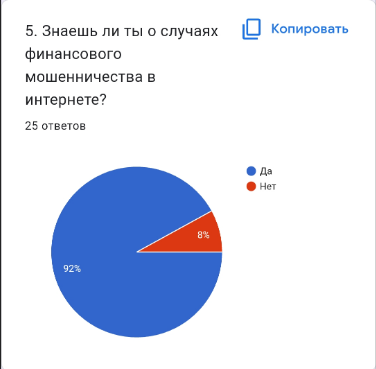 5. Знаешь ли ты о случаях
финансового
мошенничества в
интернете?
Копировать
25 ответов
Да
Нет
8%
92%